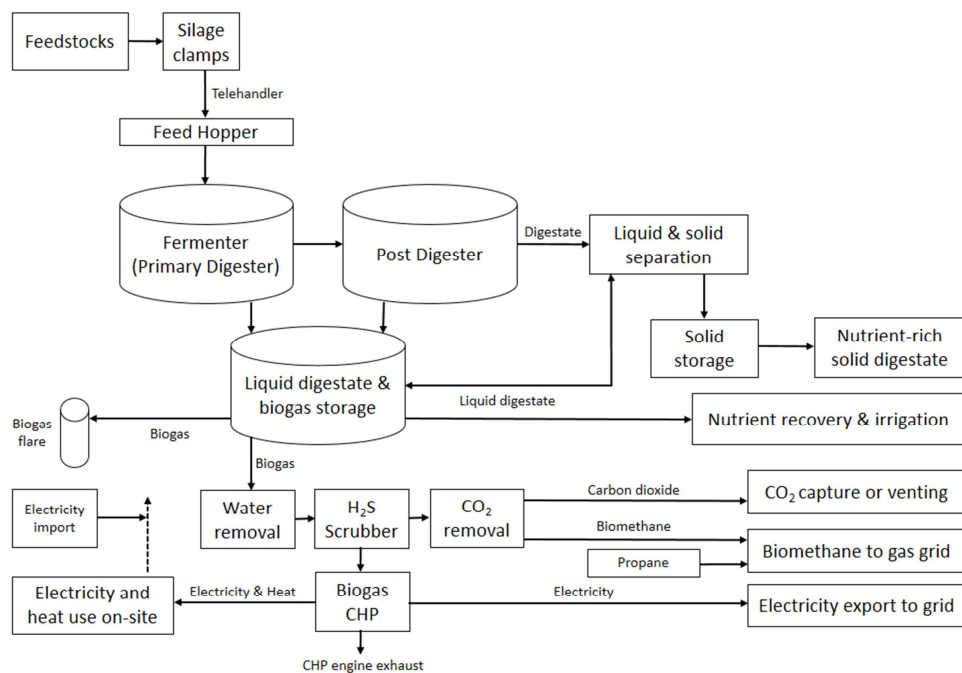 Feedstocks
Silage
clamps
Telehandler
Feed Hopper
Fermenter
(Primary Digester)
Post Digester
Digestate
Liquid & solid
separation
Solid
storage
Nutrient-rich
solid digestate
Liquid digestate &
biogas storage
Liquid digestate
Nutrient recovery & irrigation
Biogas
flare
Biogas
Biogas
Electricity
import
Water
removal
H₂S
Scrubber
CO₂
removal
Carbon dioxide
CO₂ capture or venting
Biomethane
Propane
Biomethane to gas grid
Electricity and
heat use on-site
Electricity & Heat
Biogas
CHP
Electricity
Electricity export to grid
CHP engine exhaust